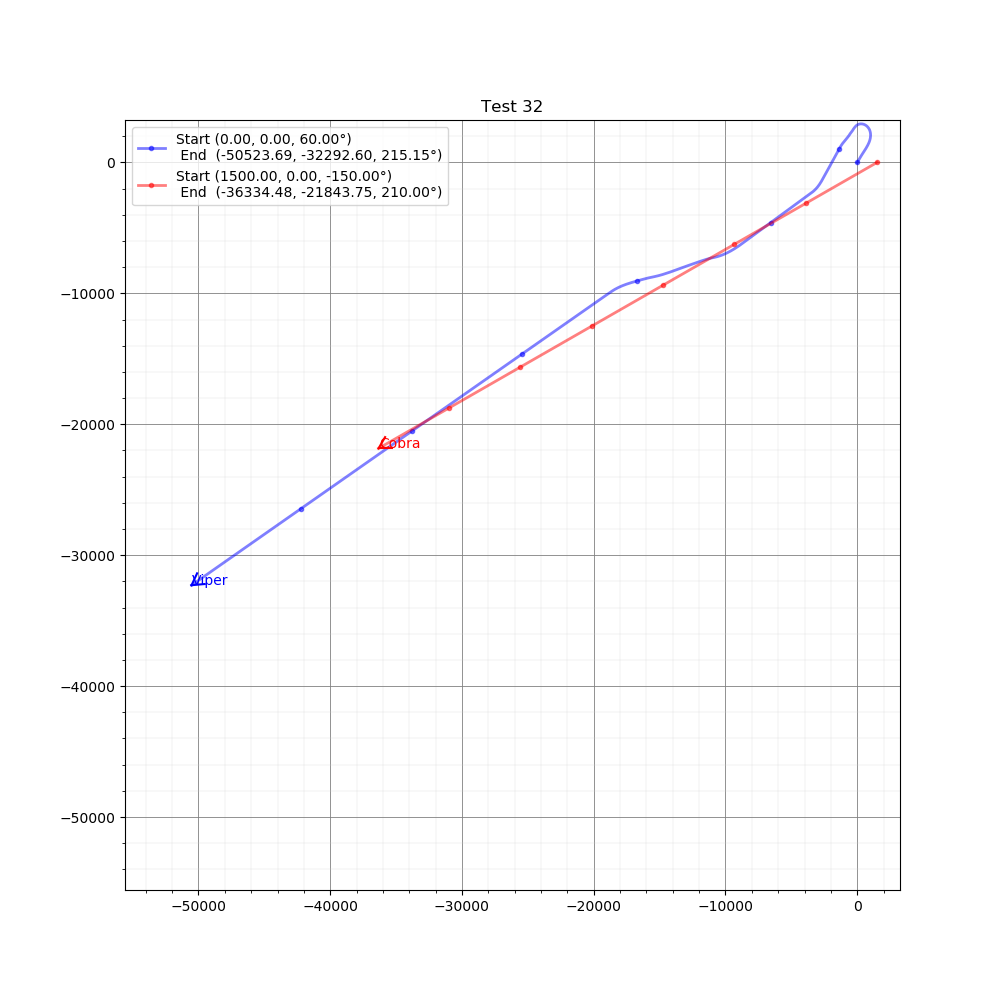 Test 32
Start (0.00, 0.00, 60.00°)
End (-50523.69, -32292.60, 215.15°)
Start (1500.00, 0.00, -150.00°)
End (-36334.48, -21843.75, 210.00°)
0
−10000
−20000
−30000
−40000
−50000
Cobra
Viper
−50000 −40000 −30000 −20000 −10000 0